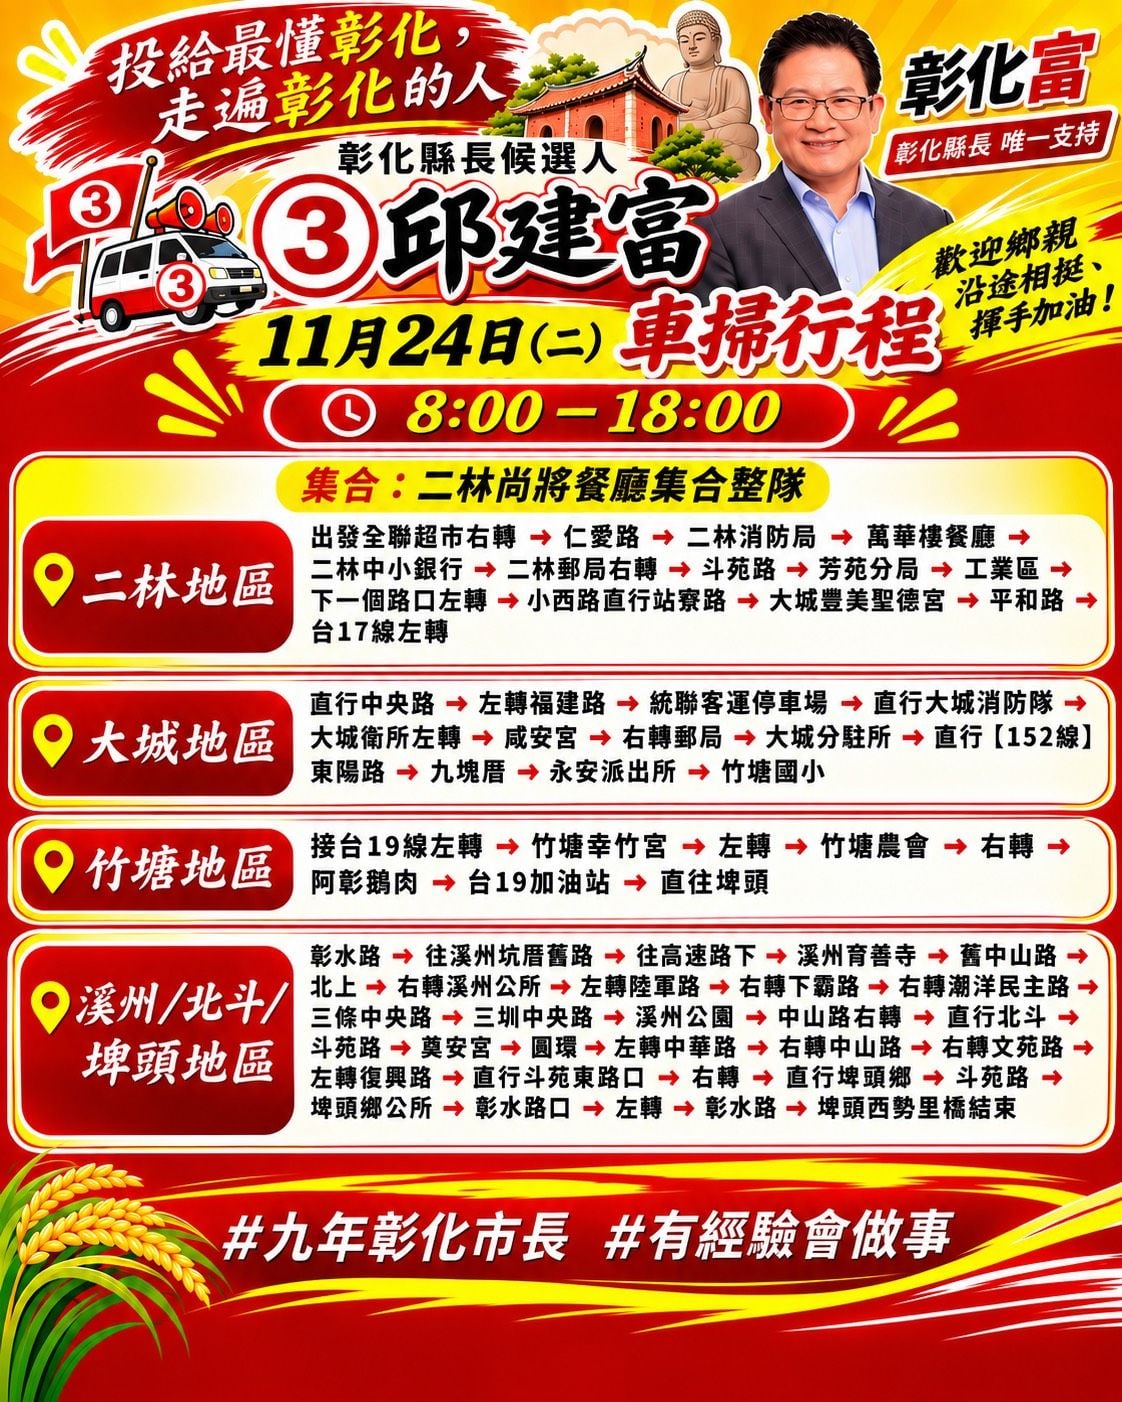 投給最懂彰化，
走遍彰化的人
彰化富
彰化縣長 唯一支持
彰化縣長候選人
3 邱建富
3
3
歡迎鄉親
沿途相挺、
揮手加油！
11月24日(二) 車掃行程
8:00－18:00
集合：二林尚將餐廳集合整隊
二林地區
出發全聯超市右轉 → 仁愛路 → 二林消防局 → 萬華樓餐廳 →
二林中小銀行 → 二林郵局右轉 → 斗苑路 → 芳苑分局 → 工業區 →
下一個路口左轉 → 小西路直行站寮路 → 大城豐美聖德宮 → 平和路 →
台17線左轉
大城地區
直行中央路 → 左轉福建路 → 統聯客運停車場 → 直行大城消防隊 →
大城衛所左轉 → 咸安宮 → 右轉郵局 → 大城分駐所 → 直行【152線】
東陽路 → 九塊厝 → 永安派出所 → 竹塘國小
竹塘地區
接台19線左轉 → 竹塘幸竹宮 → 左轉 → 竹塘農會 → 右轉 →
阿彰鵝肉 → 台19加油站 → 直往埤頭
溪州/北斗/
埤頭地區
彰水路 → 往溪州坑厝舊路 → 往高速路下 → 溪州育善寺 → 舊中山路 →
北上 → 右轉溪州公所 → 左轉陸軍路 → 右轉下霸路 → 右轉潮洋民主路 →
三條中央路 → 三圳中央路 → 溪州公園 → 中山路右轉 → 直行北斗 →
斗苑路 → 奠安宮 → 圓環 → 左轉中華路 → 右轉中山路 → 右轉文苑路 →
左轉復興路 → 直行斗苑東路口 → 右轉 → 直行埤頭鄉 → 斗苑路 →
埤頭鄉公所 → 彰水路口 → 左轉 → 彰水路 → 埤頭西勢里橋結束
#九年彰化市長 #有經驗會做事